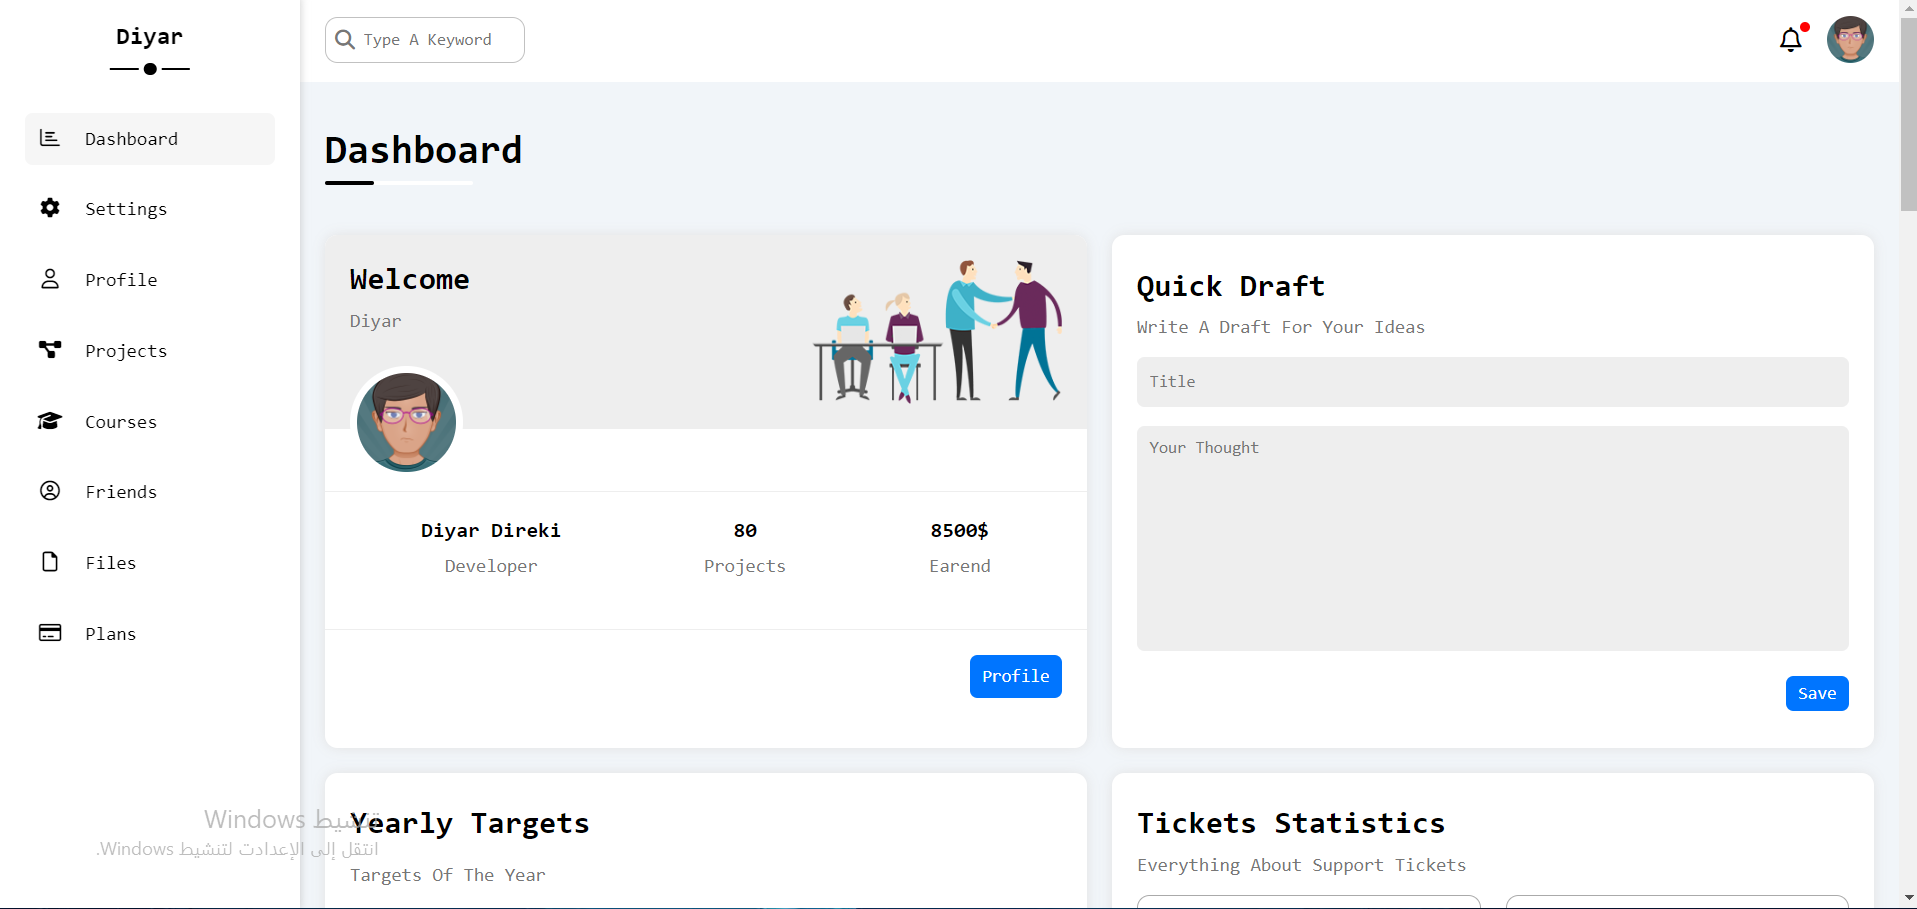 Diyar
Dashboard
Settings
Profile
Projects
Courses
Friends
Files
Plans
Type A Keyword
Dashboard
Welcome
Diyar
Diyar Direki
Developer
80
Projects
8500$
Earend
Profile
Quick Draft
Write A Draft For Your Ideas
Title
Your Thought
Save
Yearly Targets
Targets Of The Year
Tickets Statistics
Everything About Support Tickets
تنشيط Windows
انتقل إلى الإعدادت لتنشيط Windows.